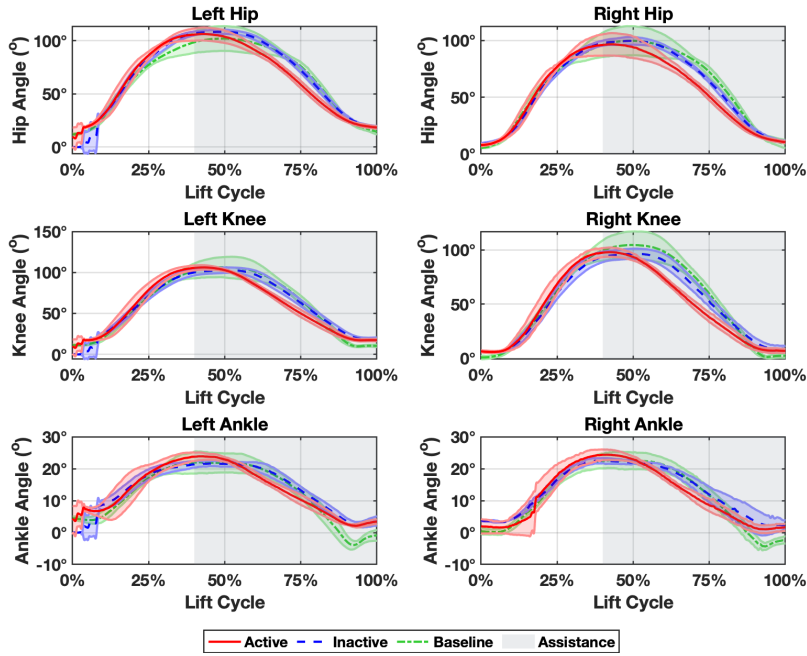 Left Hip
Right Hip
Hip Angle (°)
100°
50°
0°
0% 25% 50% 75% 100%
Lift Cycle
Hip Angle (°)
100°
50°
0°
0% 25% 50% 75% 100%
Lift Cycle
Left Knee
Right Knee
Knee Angle (°)
150°
100°
50°
0°
0% 25% 50% 75% 100%
Lift Cycle
Knee Angle (°)
100°
50°
0°
0% 25% 50% 75% 100%
Lift Cycle
Left Ankle
Right Ankle
Ankle Angle (°)
30°
20°
10°
0°
-10°
0% 25% 50% 75% 100%
Lift Cycle
Ankle Angle (°)
30°
20°
10°
0°
-10°
0% 25% 50% 75% 100%
Lift Cycle
Active Inactive Baseline Assistance